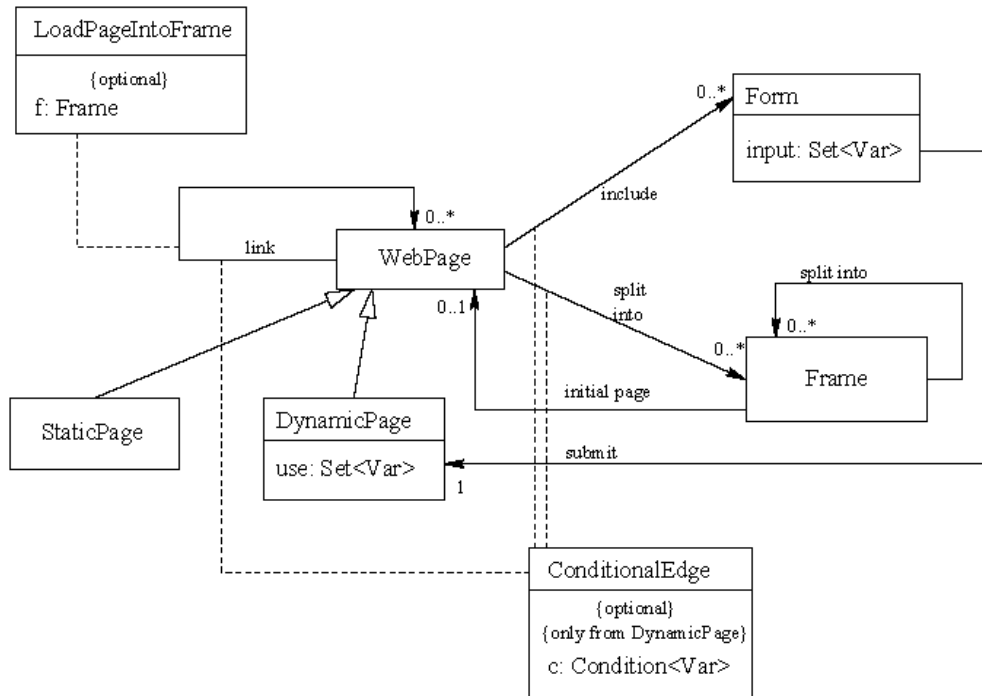 LoadPageIntoFrame
{optional}
f: Frame
0..*
Form
input: Set<Var>
include
0..*
link
WebPage
split into
0..1
split
into
0..*
0..*
Frame
initial page
StaticPage
DynamicPage
use: Set<Var>
submit
1
ConditionalEdge
{optional}
{only from DynamicPage}
c: Condition<Var>